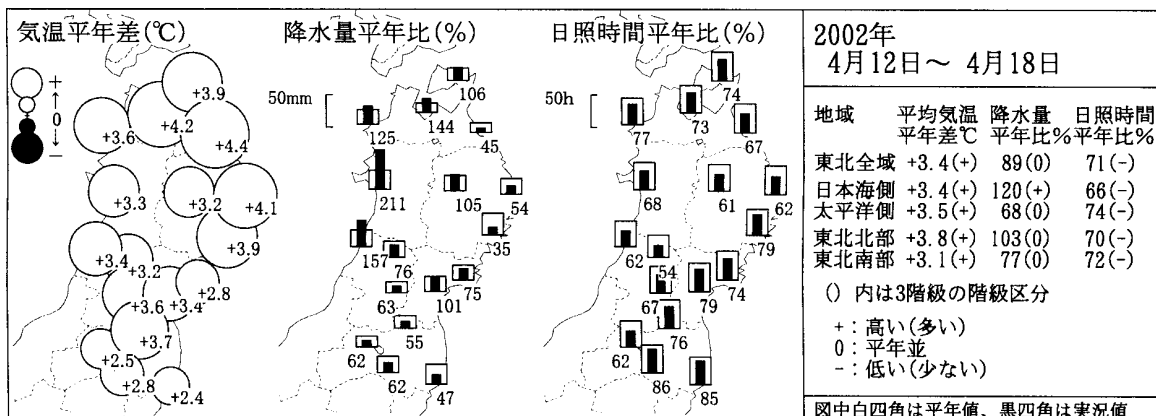 気温平年差(℃)
+
↑
0
↓
−
+3.9
+4.2
+3.6
+4.4
+3.3
+3.2
+4.1
+3.9
+3.4
+3.2
+2.8
+3.6
+3.4
+3.7
+2.5
+2.8
+2.4
降水量平年比(%)
50mm
106
144
125
45
211
105
54
35
157
76
75
63
101
55
62
62
47
日照時間平年比(%)
50h
74
73
77
67
68
61
62
79
62
54
74
67
79
76
62
86
85
2002年
4月12日～ 4月18日
地域 平均気温 降水量 日照時間
平年差℃ 平年比% 平年比%
東北全域 +3.4(+) 89(0) 71(-)
日本海側 +3.4(+) 120(+) 66(-)
太平洋側 +3.5(+) 68(0) 74(-)
東北北部 +3.8(+) 103(0) 70(-)
東北南部 +3.1(+) 77(0) 72(-)
() 内は3階級の階級区分
+：高い(多い)
0：平年並
-：低い(少ない)
図中白四角は平年値、黒四角は実況値